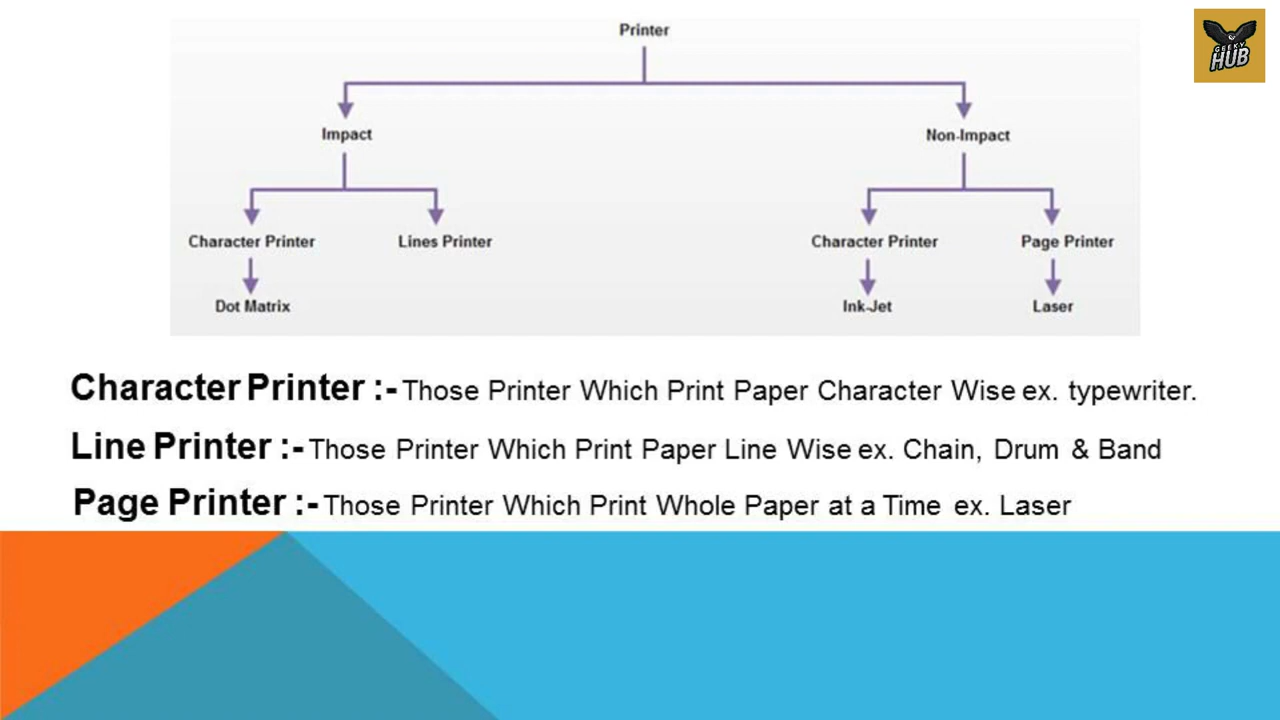 Printer
GEEKY
HUB
Impact
Non-Impact
Character Printer
Lines Printer
Character Printer
Page Printer
Dot Matrix
Ink-Jet
Laser
Character Printer :- Those Printer Which Print Paper Character Wise ex. typewriter.
Line Printer :- Those Printer Which Print Paper Line Wise ex. Chain, Drum & Band
Page Printer :- Those Printer Which Print Whole Paper at a Time ex. Laser